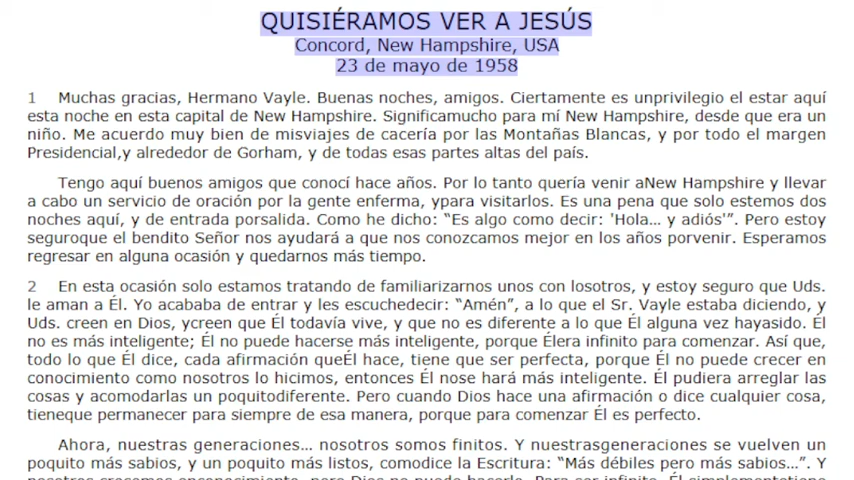 QUISIÉRAMOS VER A JESÚS
Concord, New Hampshire, USA
23 de mayo de 1958
1 Muchas gracias, Hermano Vayle. Buenas noches, amigos. Ciertamente es unprivilegio el estar aquí
esta noche en esta capital de New Hampshire. Significamucho para mí New Hampshire, desde que era un
niño. Me acuerdo muy bien de misviajes de cacería por las Montañas Blancas, y por todo el margen
Presidencial,y alrededor de Gorham, y de todas esas partes altas del país.
Tengo aquí buenos amigos que conocí hace años. Por lo tanto quería venir aNew Hampshire y llevar
a cabo un servicio de oración por la gente enferma, ypara visitarlos. Es una pena que solo estemos dos
noches aquí, y de entrada porsalida. Como he dicho: “Es algo como decir: 'Hola... y adiós'”. Pero estoy
seguroque el bendito Señor nos ayudará a que nos conozcamos mejor en los años porvenir. Esperamos
regresar en alguna ocasión y quedarnos más tiempo.
2 En esta ocasión solo estamos tratando de familiarizarnos unos con losotros, y estoy seguro que Uds.
le aman a Él. Yo acababa de entrar y les escuchedecir: “Amén”, a lo que el Sr. Vayle estaba diciendo, y
Uds. creen en Dios, ycreen que Él todavía vive, y que no es diferente a lo que Él alguna vez hayasido. Él
no es más inteligente; Él no puede hacerse más inteligente, porque Élera infinito para comenzar. Así que,
todo lo que Él dice, cada afirmación queÉl hace, tiene que ser perfecta, porque Él no puede crecer en
conocimiento como nosotros lo hicimos, entonces Él nose hará más inteligente. Él pudiera arreglar las
cosas y acomodarlas un poquitodiferente. Pero cuando Dios hace una afirmación o dice cualquier cosa,
tieneque permanecer para siempre de esa manera, porque para comenzar Él es perfecto.
Ahora, nuestras generaciones... nosotros somos finitos. Y nuestrasgeneraciones se vuelven un
poquito más sabios, y un poquito más listos, comodice la Escritura: “Más débiles pero más sabios...”. Y